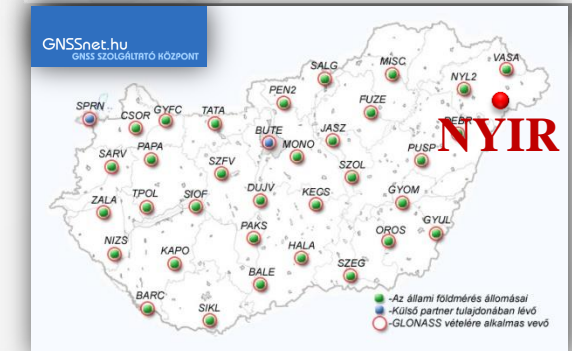 GNSSnet.hu
GNSS SZOLGÁLTATÓ KÖZPONT
VASA
MISC
SALG
NYL2
PEN2
FUZE
SPRN
CSOR
GYFC
TATA
DEBR
NYIR
BUTE
JASZ
MONO
SARV
PAPA
PUSP
SZFV
SZOL
DUJV
ZALA
TPOL
SIOF
KECS
GYOM
GYUL
PAKS
OROS
NIZS
KAPO
HALA
SZEG
BALE
BARC
SIKL
-Az állami földmérés állomásai
-Külső partner tulajdonában lévő
-GLONASS vételére alkalmas vevő